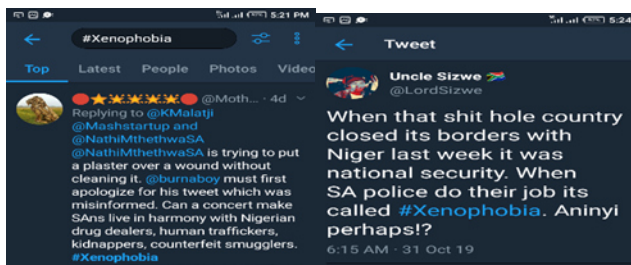 5:21 PM
#Xenophobia
Top Latest People Photos Video
@Moth... · 4d
Replying to @KMalatji
@Mashstartup and
@NathiMthethwaSA
@NathiMthethwaSA is trying to put
a plaster over a wound without
cleaning it. @burnaboy must first
apologize for his tweet which was
misinformed. Can a concert make
SAns live in harmony with Nigerian
drug dealers, human traffickers,
kidnappers, counterfeit smugglers.
#Xenophobia
5:24
Tweet
Uncle Sizwe
@LordSizwe
When that shit hole country
closed its borders with
Niger last week it was
national security. When
SA police do their job its
called #Xenophobia. Aninyi
perhaps!?
6:15 AM · 31 Oct 19